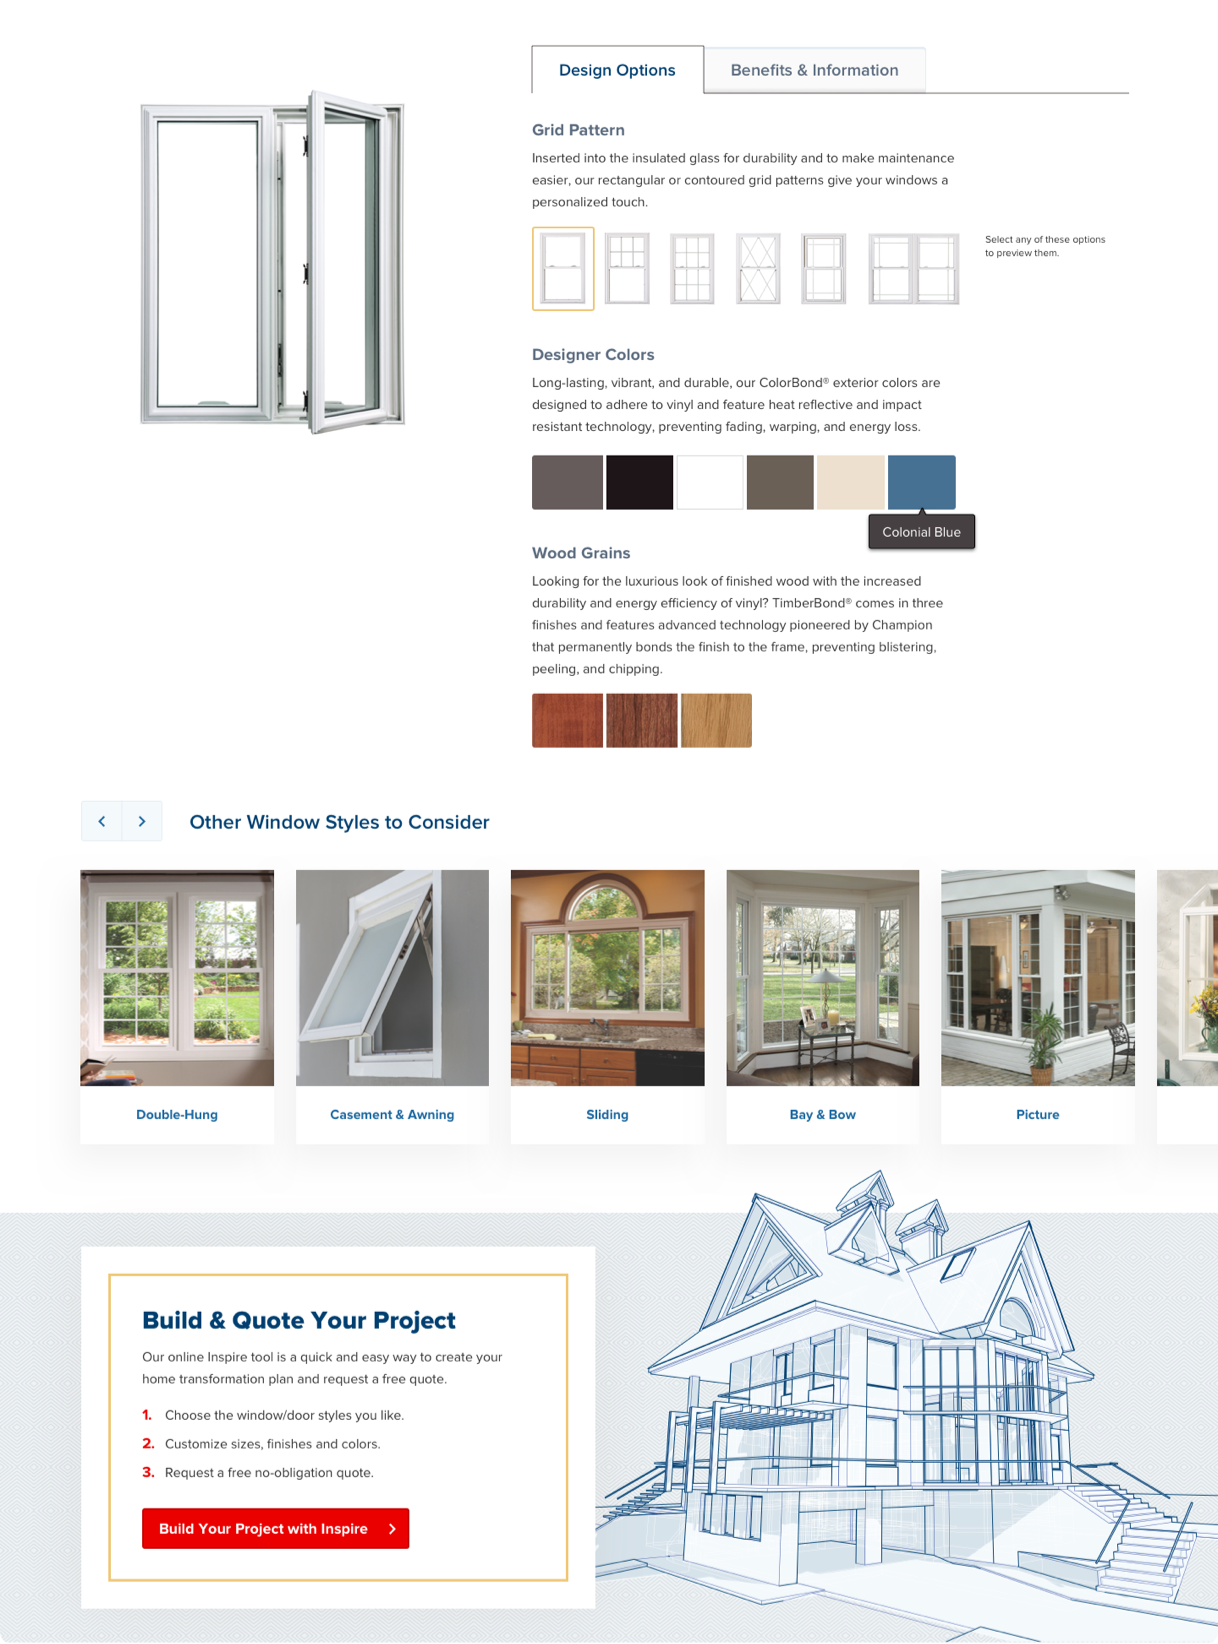 Design Options
Benefits & Information
Grid Pattern
Inserted into the insulated glass for durability and to make maintenance
easier, our rectangular or contoured grid patterns give your windows a
personalized touch.
Select any of these options
to preview them.
Designer Colors
Long-lasting, vibrant, and durable, our ColorBond® exterior colors are
designed to adhere to vinyl and feature heat reflective and impact
resistant technology, preventing fading, warping, and energy loss.
Colonial Blue
Wood Grains
Looking for the luxurious look of finished wood with the increased
durability and energy efficiency of vinyl? TimberBond® comes in three
finishes and features advanced technology pioneered by Champion
that permanently bonds the finish to the frame, preventing blistering,
peeling, and chipping.
Other Window Styles to Consider
Double-Hung
Casement & Awning
Sliding
Bay & Bow
Picture
Build & Quote Your Project
Our online Inspire tool is a quick and easy way to create your
home transformation plan and request a free quote.
1. Choose the window/door styles you like.
2. Customize sizes, finishes and colors.
3. Request a free no-obligation quote.
Build Your Project with Inspire